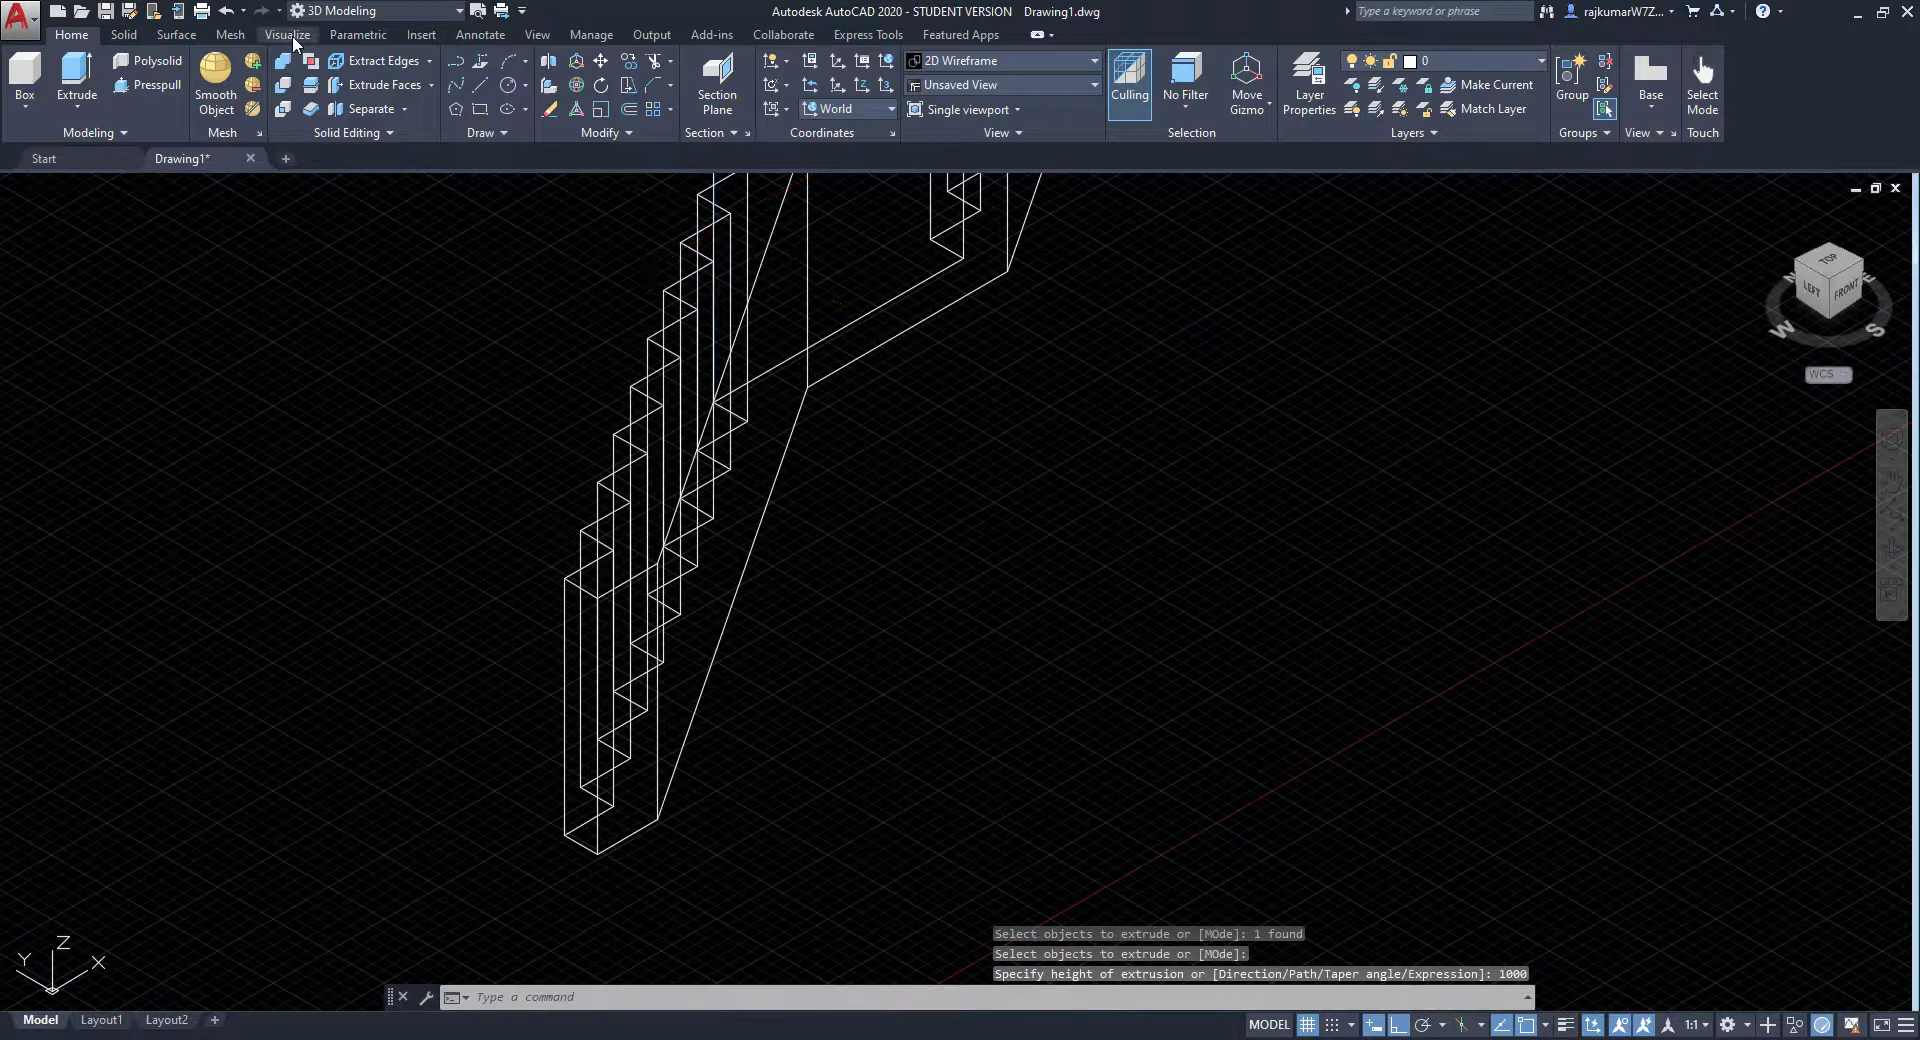 3D Modeling
Autodesk AutoCAD 2020 - STUDENT VERSION Drawing1.dwg
Type a keyword or phrase
rajkumarW7Z...
Home Solid Surface Mesh Visualize Parametric Insert Annotate View Manage Output Add-ins Collaborate Express Tools Featured Apps
Box
Extrude
Polysolid
Presspull
Modeling
Smooth Object
Mesh
Extract Edges
Extrude Faces
Separate
Solid Editing
Draw
Modify
Section Plane
Section
World
Coordinates
2D Wireframe
Unsaved View
Single viewport
View
Culling
No Filter
Move Gizmo
Selection
Layer Properties
0
Make Current
Match Layer
Layers
Group
Groups
Base
View
Select Mode
Touch
Start
Drawing1*
TOP
LEFT
FRONT
N
E
W
S
WCS
Z
Y
X
Select objects to extrude or [MOde]: 1 found
Select objects to extrude or [MOde]:
Specify height of extrusion or [Direction/Path/Taper angle/Expression]: 1000
Type a command
Model Layout1 Layout2
MODEL
1:1